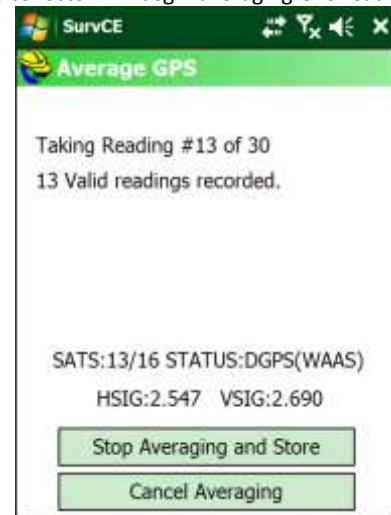 SurvCE
Average GPS
Taking Reading #13 of 30
13 Valid readings recorded.
SATS:13/16 STATUS:DGPS(WAAS)
HSIG:2.547 VSIG:2.690
Stop Averaging and Store
Cancel Averaging